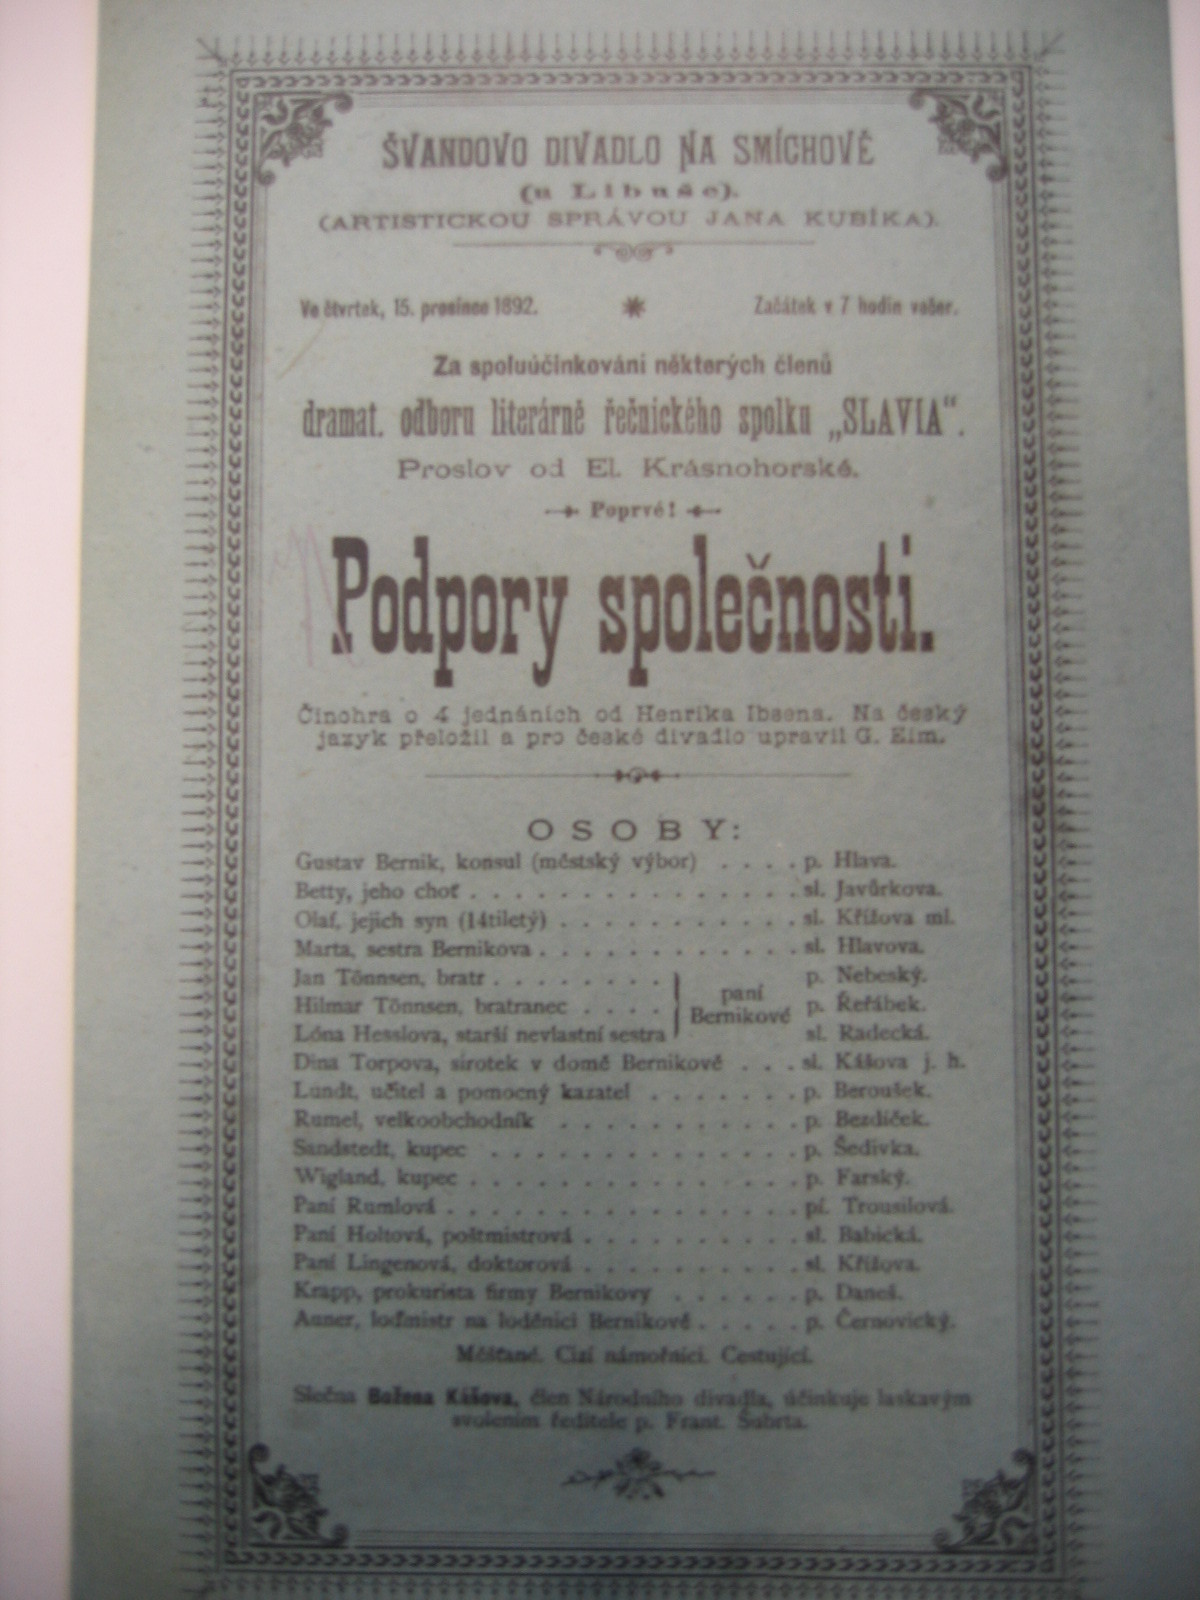 ŠVANDOVO DIVADLO NA SMÍCHOVĚ
(u Libuše).
(ARTISTICKOU SPRÁVOU JANA KUBÍKA).
Ve čtvrtek, 15. prosince 1892. Začátek v 7 hodin večer.
Za spoluúčinkování některých členů
dramat. odboru literárně řečnického spolku „SLAVIA“.
Proslov od El. Krásnohorské.
Poprvé!
Podpory společnosti.
Činohra o 4 jednáních od Henrika Ibsena. Na český
jazyk přeložil a pro české divadlo upravil G. Eim.
OSOBY:
Gustav Bernik, konsul (městský výbor) . . . . p. Hlava.
Betty, jeho choť . . . . . . . . . . . . . . . sl. Javůrkova.
Olaf, jejich syn (14tiletý) . . . . . . . . . . . sl. Křížova ml.
Marta, sestra Bernikova . . . . . . . . . . . . sl. Hlavova.
Jan Tönnsen, bratr . . . . . . . . p. Nebeský.
Hilmar Tönnsen, bratranec . . . . paní Bernikové p. Řeřábek.
Lóna Hesslova, starší nevlastní sestra sl. Radecká.
Dina Torpova, sirotek v domě Bernikově . . . sl. Kášova j. h.
Lundt, učitel a pomocný kazatel . . . . . . . p. Beroušek.
Rumel, velkoobchodník . . . . . . . . . . . p. Bezdíček.
Sandstedt, kupec . . . . . . . . . . . . . . p. Šedivka.
Wigland, kupec . . . . . . . . . . . . . . . p. Farský.
Paní Rumlová . . . . . . . . . . . . . . . . pí. Trousilová.
Paní Holtová, poštmistrová . . . . . . . . . . sl. Babická.
Paní Lingenová, doktorová . . . . . . . . . . sl. Křížova.
Krapp, prokurista firmy Bernikovy . . . . . . p. Daneš.
Auner, loďmistr na loděnici Bernikově . . . . . p. Černovický.
Měšťané. Cizí námořníci. Cestující.
Slečna Božena Kášova, člen Národního divadla, účinkuje laskavým
svolením ředitele p. Frant. Šubrta.